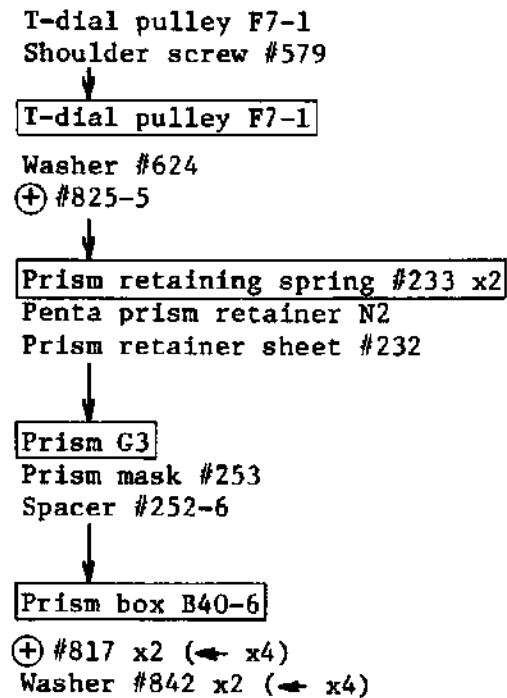 T-dial pulley F7-1
Shoulder screw #579
T-dial pulley F7-1
Washer #624
⊕ #825-5
Prism retaining spring #233 x2
Penta prism retainer N2
Prism retainer sheet #232
Prism G3
Prism mask #253
Spacer #252-6
Prism box B40-6
⊕ #817 x2 (← x4)
Washer #842 x2 (← x4)